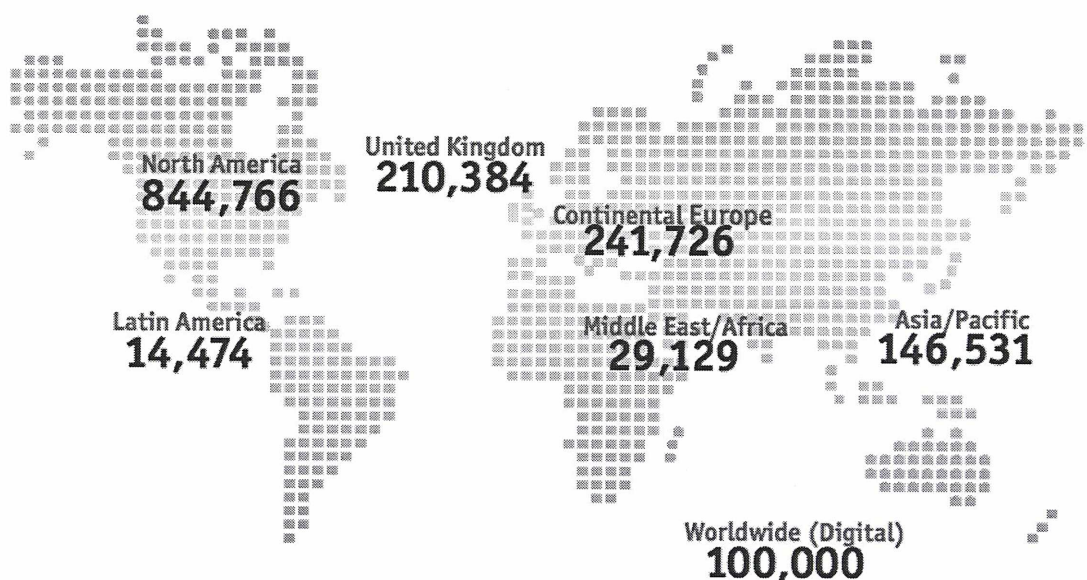 North America
844,766
United Kingdom
210,384
Continental Europe
241,726
Latin America
14,474
Middle East/Africa
29,129
Asia/Pacific
146,531
Worldwide (Digital)
100,000